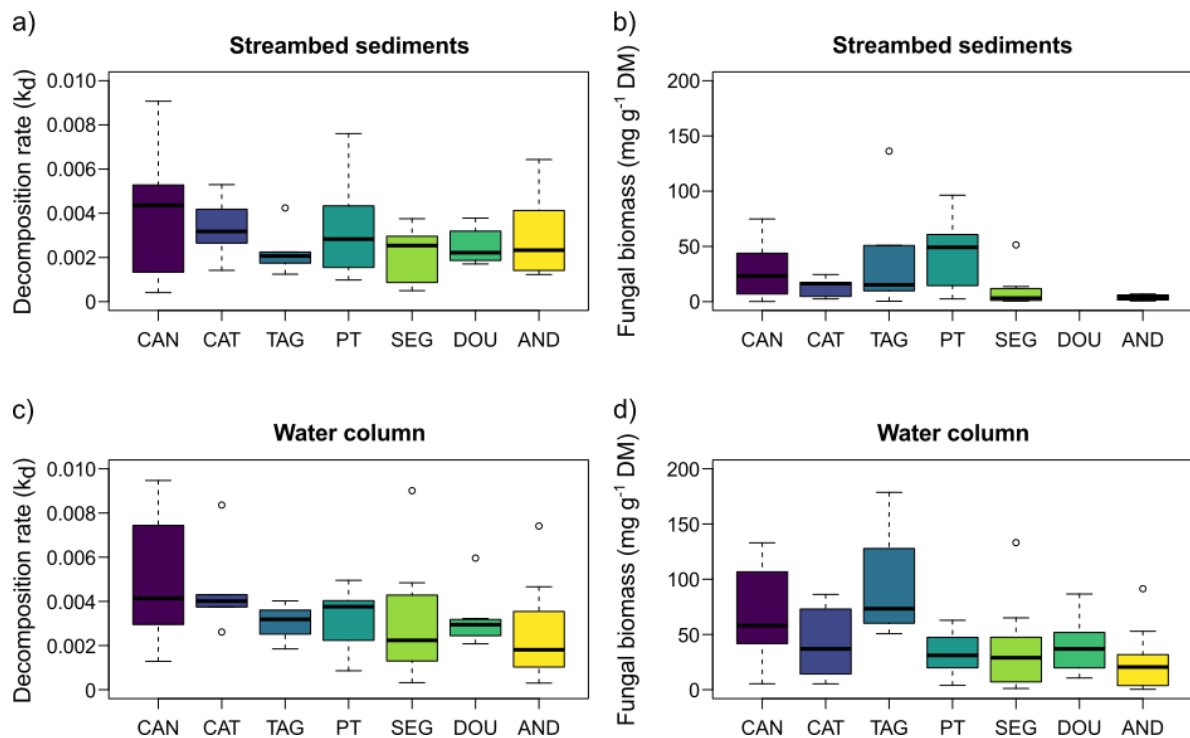 a)
Streambed sediments
Decomposition rate (kd)
0.010
0.008
0.006
0.004
0.002
0
CAN CAT TAG PT SEG DOU AND
b)
Streambed sediments
Fungal biomass (mg g-1 DM)
200
150
100
50
0
CAN CAT TAG PT SEG DOU AND
c)
Water column
Decomposition rate (kd)
0.010
0.008
0.006
0.004
0.002
0
CAN CAT TAG PT SEG DOU AND
d)
Water column
Fungal biomass (mg g-1 DM)
200
150
100
50
0
CAN CAT TAG PT SEG DOU AND